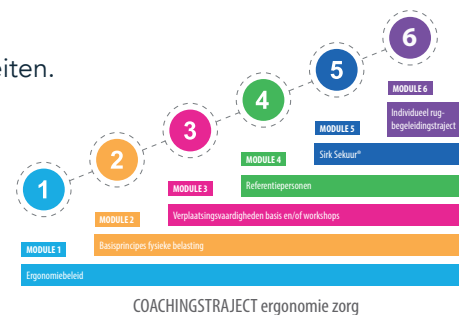 eiten.
6
5
4
3
2
1
MODULE 6
Individueel rug-
begeleidingstraject
MODULE 5
Sirk Sekuur®
MODULE 4
Referentiepersonen
MODULE 3
Verplaatsingsvaardigheden basis en/of workshops
MODULE 2
Basisprincipes fysieke belasting
MODULE 1
Ergonomiebeleid
COACHINGSTRAJECT ergonomie zorg